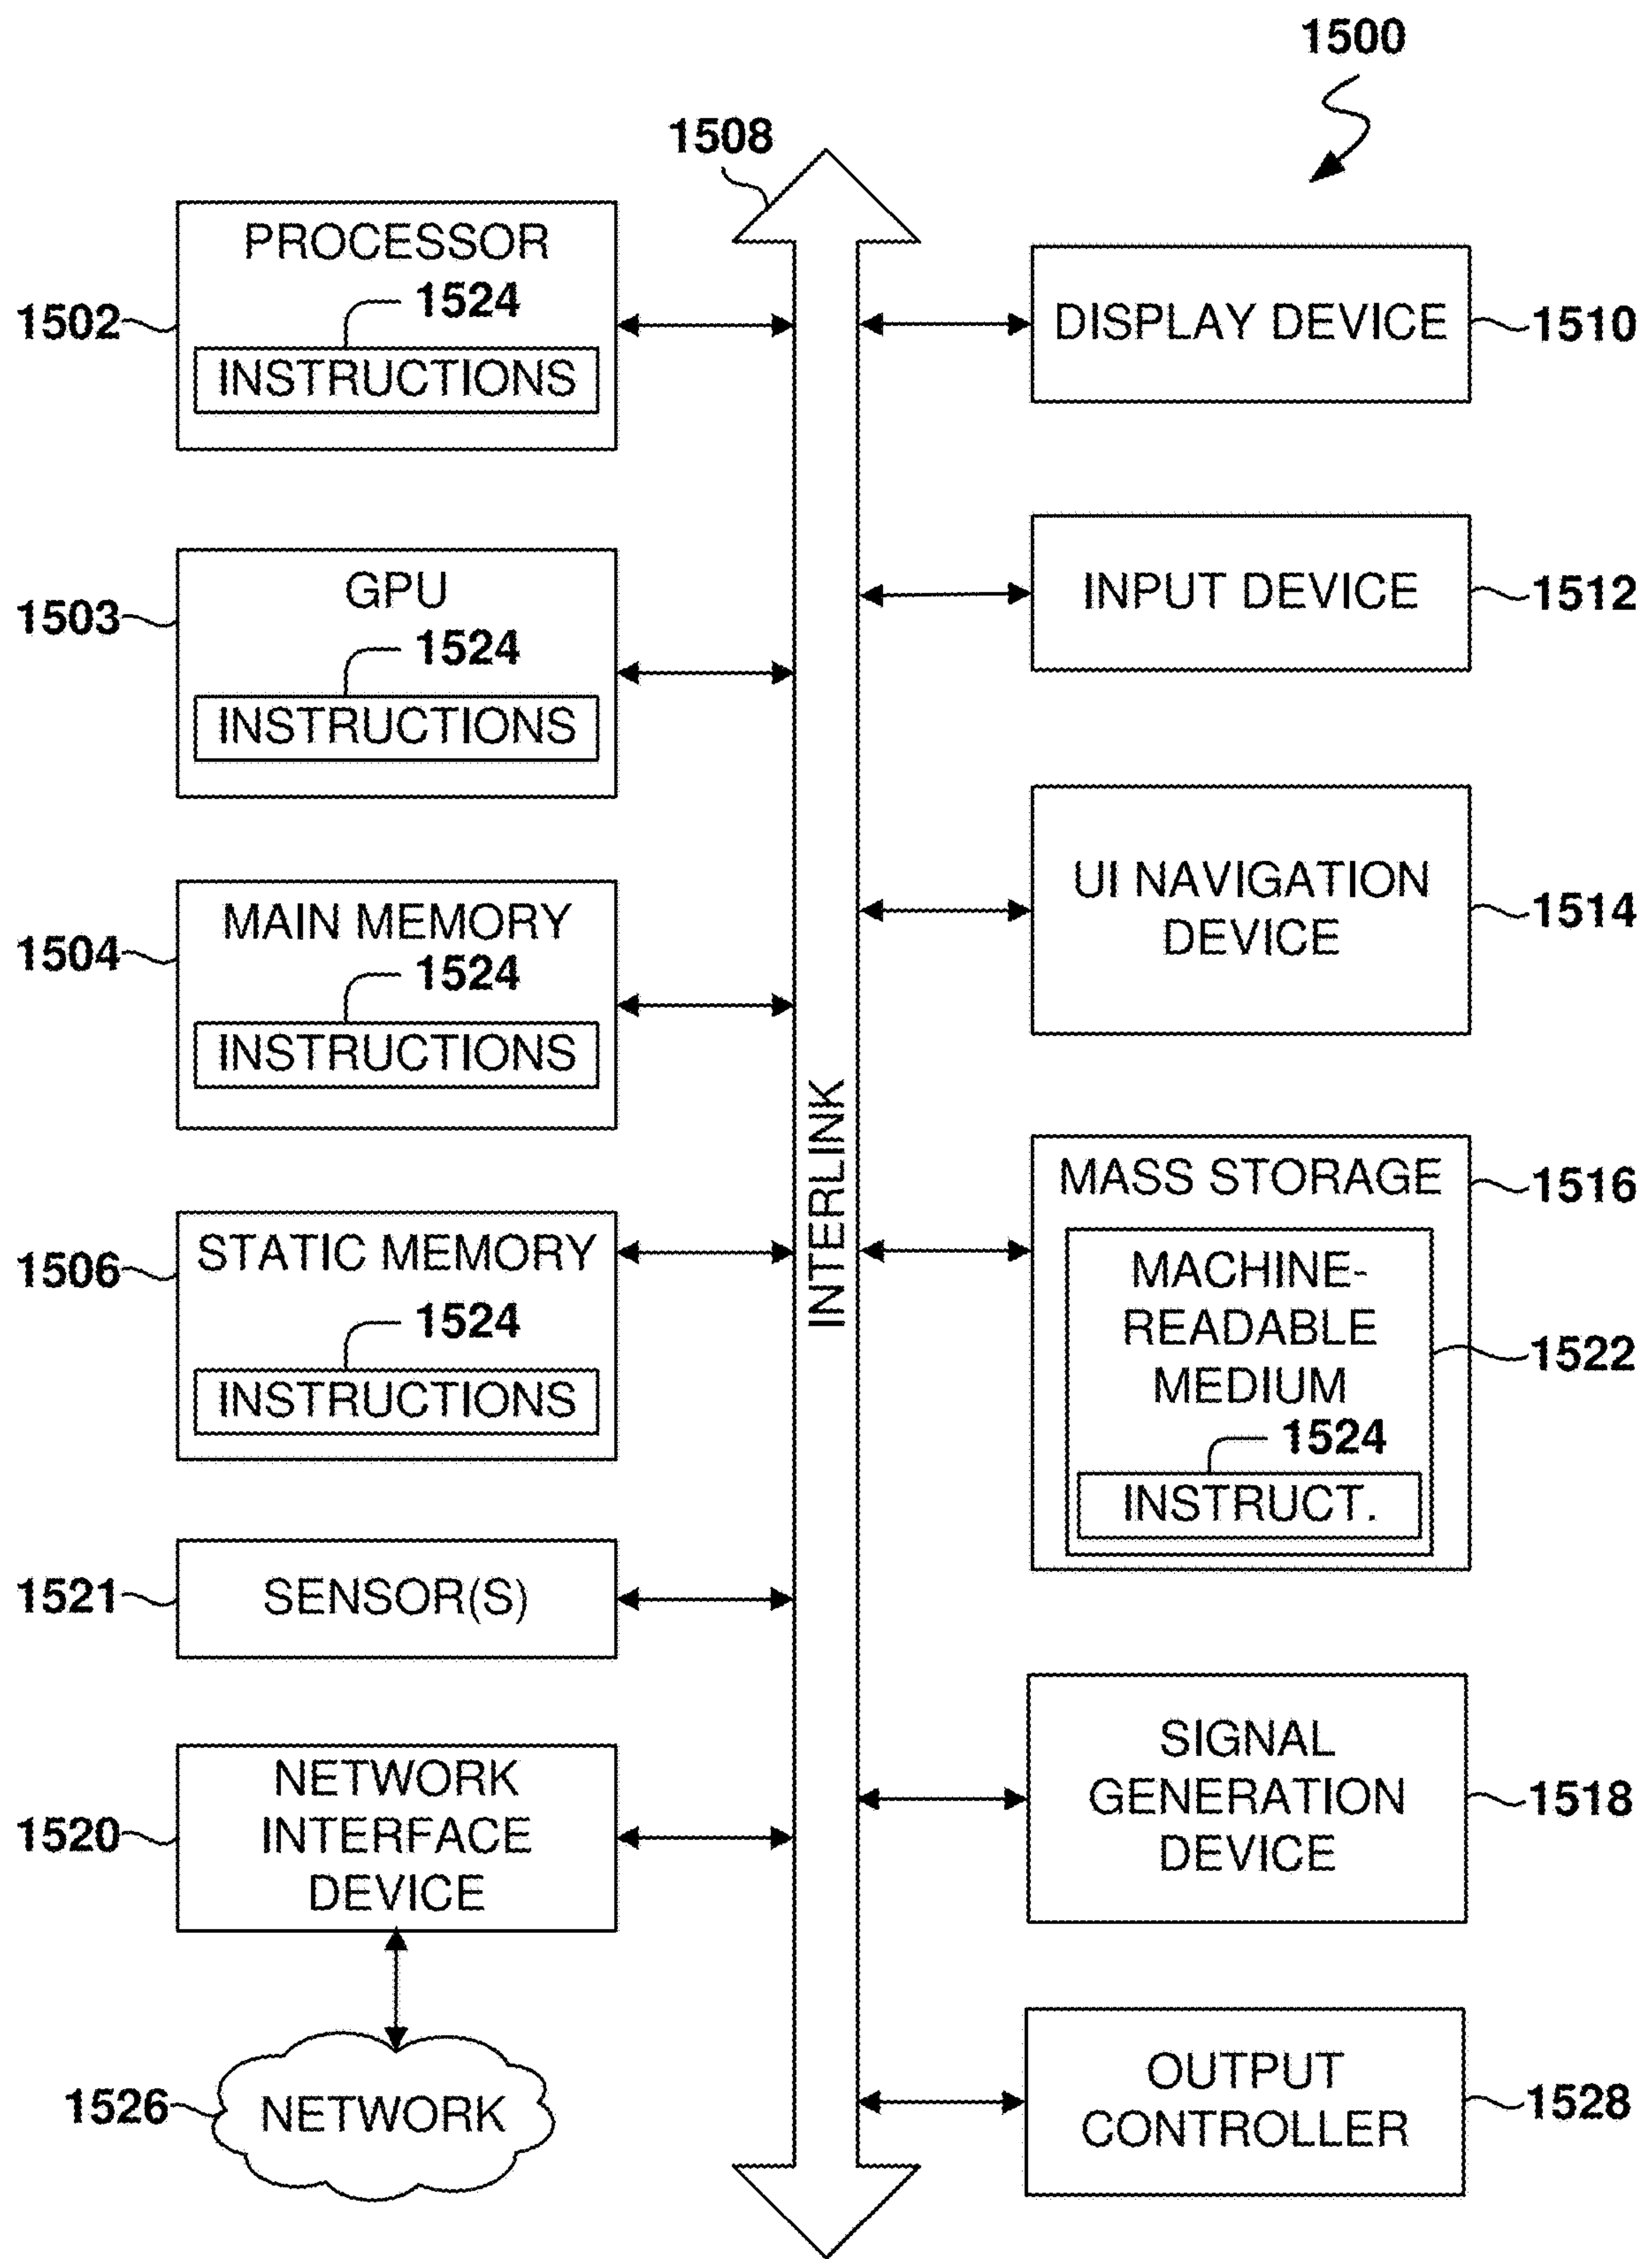 1500
1508
PROCESSOR
1524
1502
INSTRUCTIONS
GPU
1503
1524
INSTRUCTIONS
MAIN MEMORY
1504
1524
INSTRUCTIONS
STATIC MEMORY
1506
1524
INSTRUCTIONS
SENSOR(S)
1521
NETWORK
INTERFACE
DEVICE
1520
NETWORK
1526
INTERLINK
DISPLAY DEVICE
1510
INPUT DEVICE
1512
UI NAVIGATION
DEVICE
1514
MASS STORAGE
1516
MACHINE-
READABLE
MEDIUM
1522
1524
INSTRUCT.
SIGNAL
GENERATION
DEVICE
1518
OUTPUT
CONTROLLER
1528